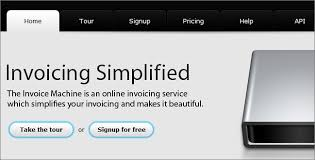 Home Tour Signup Pricing Help API
Invoicing Simplified
The Invoice Machine is an online invoicing service
which simplifies your invoicing and makes it beautiful.
Take the tour or Signup for free